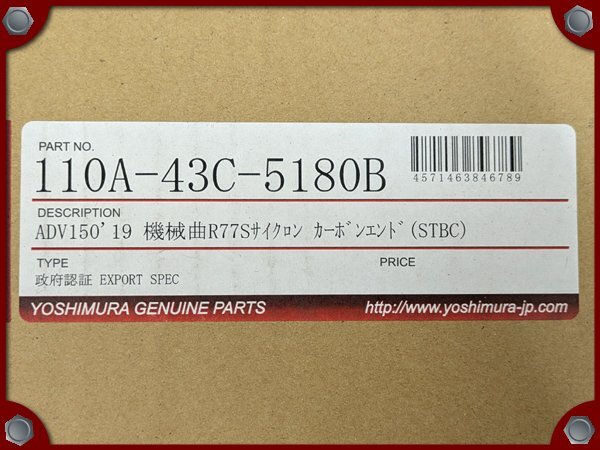 PART NO.
110A-43C-5180B
4571463846789
DESCRIPTION
ADV150'19 機械曲R77Sｻｲｸﾛﾝ ｶｰﾎﾞﾝｴﾝﾄﾞ(STBC)
TYPE
PRICE
政府認証 EXPORT SPEC
YOSHIMURA GENUINE PARTS
http://www.yoshimura-jp.com